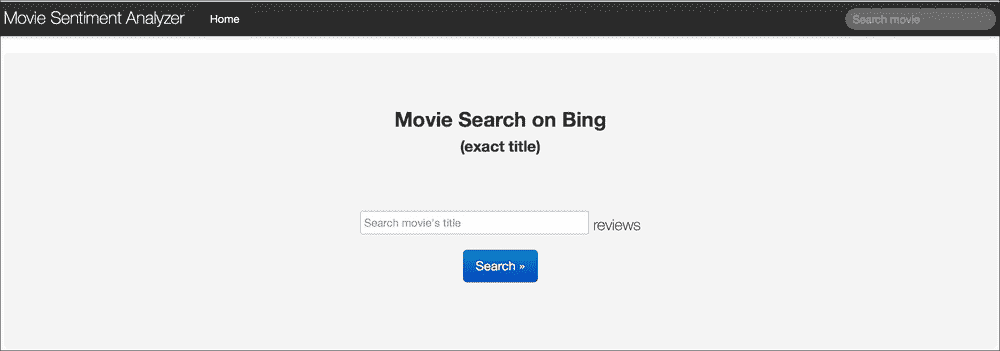 Movie Sentiment Analyzer Home Search movie
Movie Search on Bing
(exact title)
Search movie's title reviews
Search »